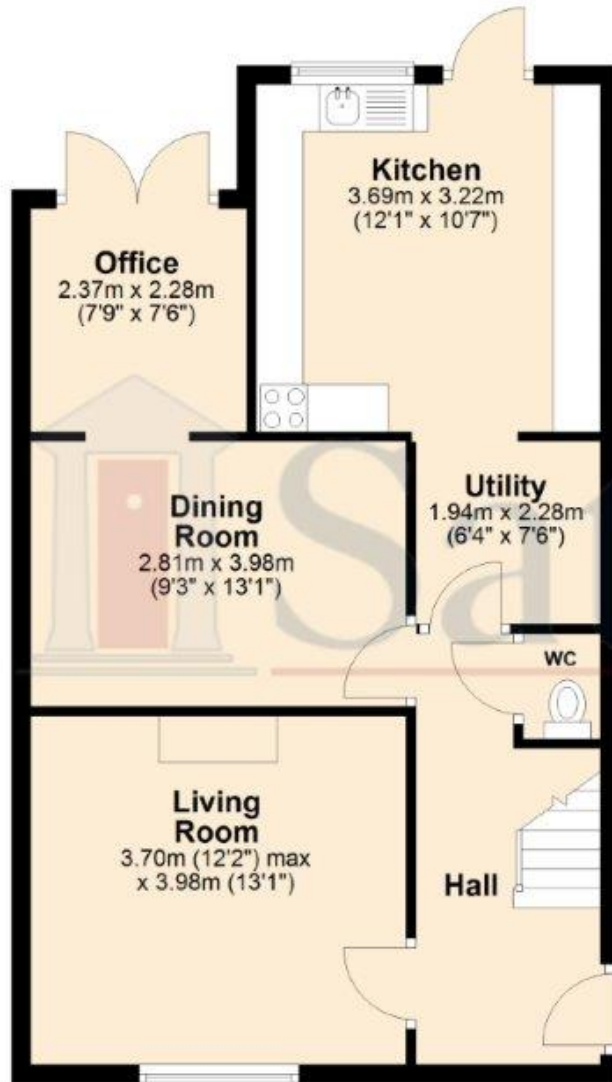 Kitchen
3.69m x 3.22m
(12'1" x 10'7")
Office
2.37m x 2.28m
(7'9" x 7'6")
Utility
1.94m x 2.28m
(6'4" x 7'6")
Dining
Room
2.81m x 3.98m
(9'3" x 13'1")
WC
Living
Room
3.70m (12'2") max
x 3.98m (13'1")
Hall